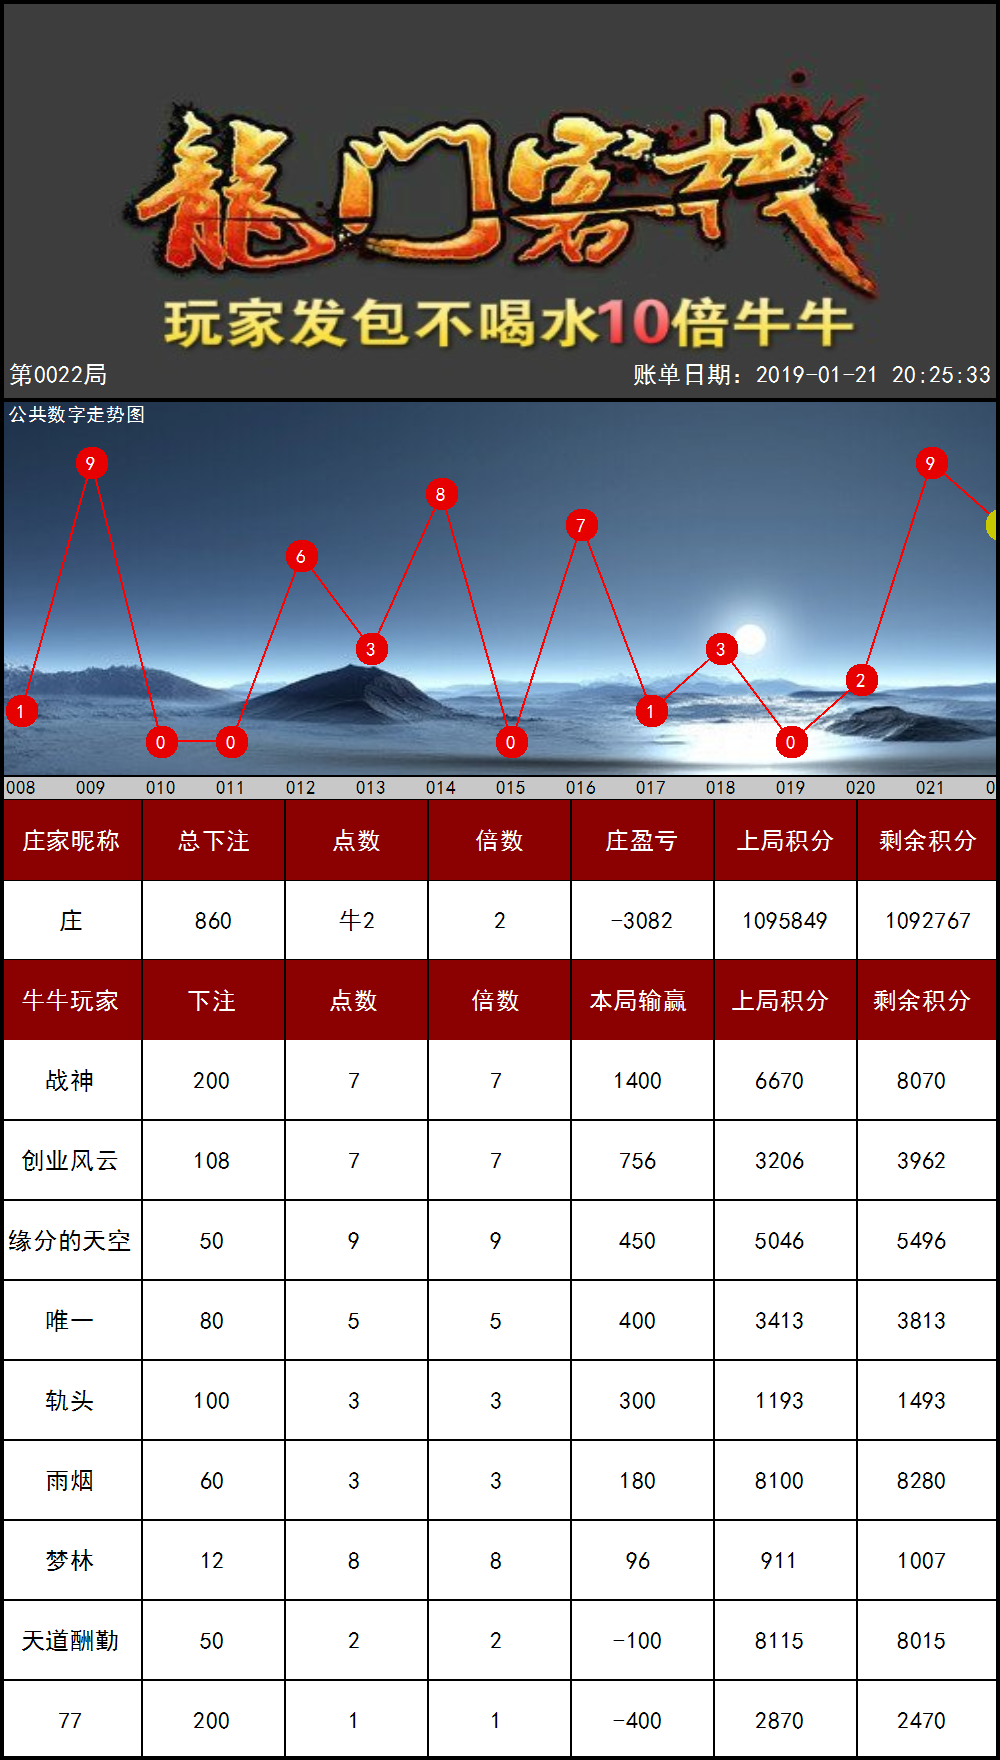 龍门客栈
玩家发包不喝水10倍牛牛
第0022局 账单日期：2019-01-21 20:25:33
公共数字走势图
1 9 0 0 6 3 8 0 7 1 3 0 2 9
008 009 010 011 012 013 014 015 016 017 018 019 020 021 0
庄家昵称 总下注 点数 倍数 庄盈亏 上局积分 剩余积分
庄 860 牛2 2 -3082 1095849 1092767
牛牛玩家 下注 点数 倍数 本局输赢 上局积分 剩余积分
战神 200 7 7 1400 6670 8070
创业风云 108 7 7 756 3206 3962
缘分的天空 50 9 9 450 5046 5496
唯一 80 5 5 400 3413 3813
轨头 100 3 3 300 1193 1493
雨烟 60 3 3 180 8100 8280
梦林 12 8 8 96 911 1007
天道酬勤 50 2 2 -100 8115 8015
77 200 1 1 -400 2870 2470